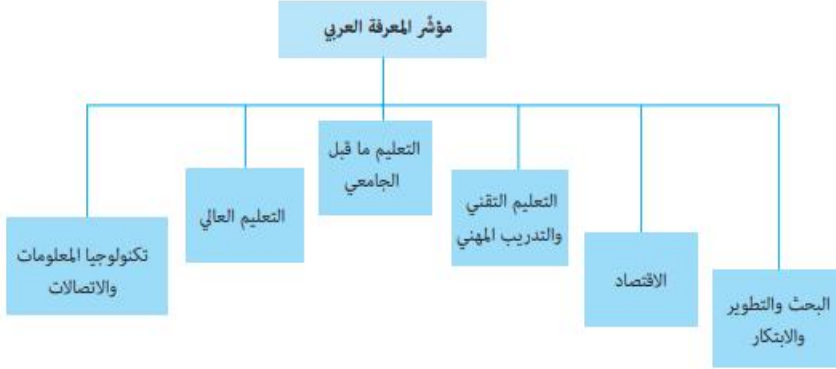 مؤشّر المعرفة العربي
البحث والتطوير
والابتكار
الاقتصاد
التعليم التقني
والتدريب المهني
التعليم ما قبل
الجامعي
التعليم العالي
تكنولوجيا المعلومات
والاتصالات